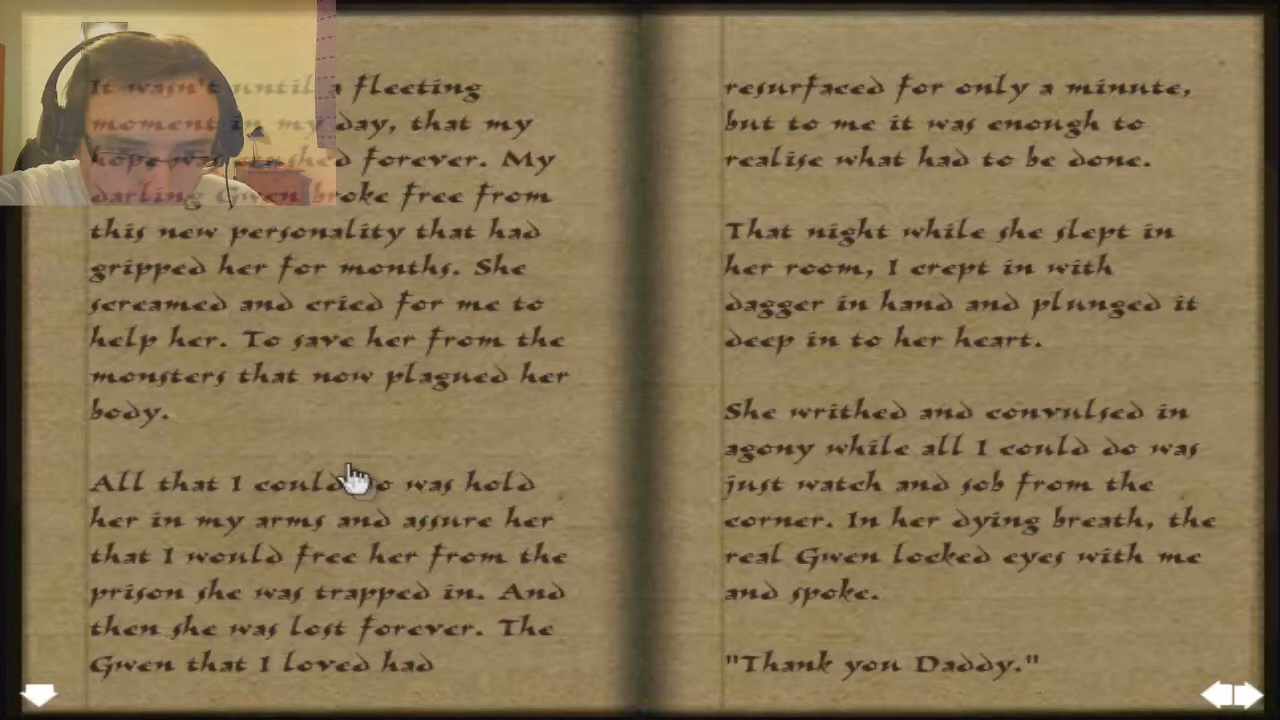 It wasn't until a fleeting
moment in my day, that my
hope was crushed forever. My
darling Gwen broke free from
this new personality that had
gripped her for months. She
screamed and cried for me to
help her. To save her from the
monsters that now plagued her
body.
All that I could do was hold
her in my arms and assure her
that I would free her from the
prison she was trapped in. And
then she was lost forever. The
Gwen that I loved had
resurfaced for only a minute,
but to me it was enough to
realise what had to be done.
That night while she slept in
her room, I crept in with
dagger in hand and plunged it
deep in to her heart.
She writhed and convulsed in
agony while all I could do was
just watch and sob from the
corner. In her dying breath, the
real Gwen locked eyes with me
and spoke.
"Thank you Daddy."